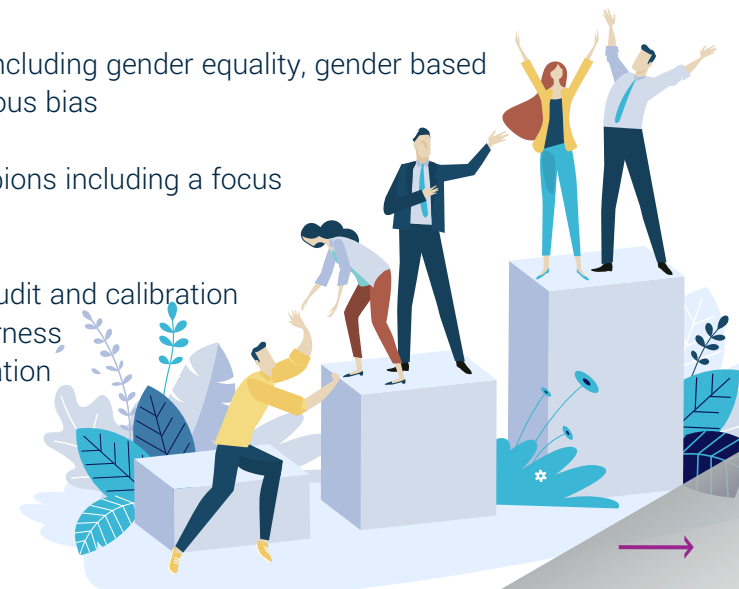 ncluding gender equality, gender based
ous bias
pions including a focus
udit and calibration
rness
ation